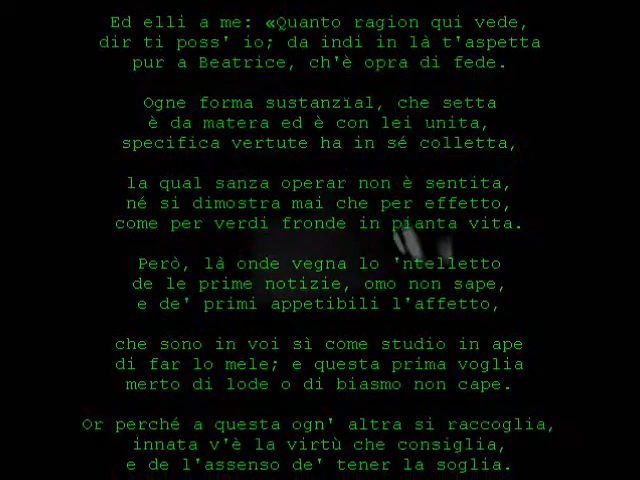 Ed elli a me: «Quanto ragion qui vede,
dir ti poss' io; da indi in là t'aspetta
pur a Beatrice, ch'è opra di fede.
Ogne forma sustanzïal, che setta
è da matera ed è con lei unita,
specifica vertute ha in sé colletta,
la qual sanza operar non è sentita,
né si dimostra mai che per effetto,
come per verdi fronde in pianta vita.
Però, là onde vegna lo 'ntelletto
de le prime notizie, omo non sape,
e de' primi appetibili l'affetto,
che sono in voi sì come studio in ape
di far lo mele; e questa prima voglia
merto di lode o di biasmo non cape.
Or perché a questa ogn' altra si raccoglia,
innata v'è la virtù che consiglia,
e de l'assenso de' tener la soglia.